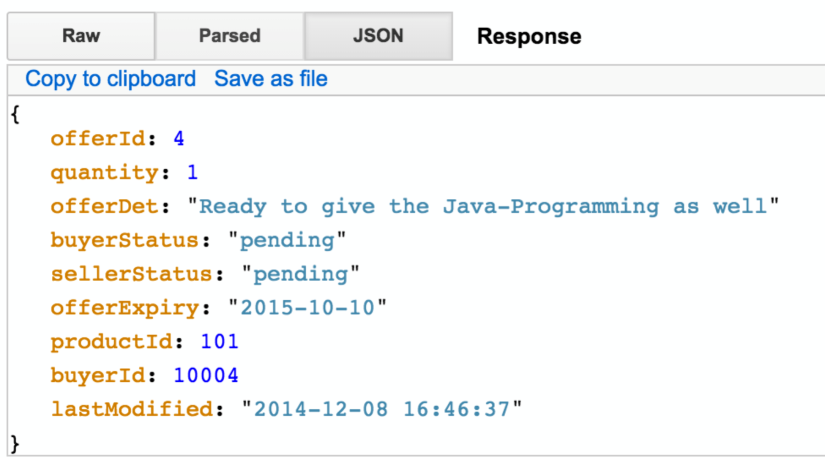 Raw Parsed JSON Response
Copy to clipboard Save as file
{
offerId: 4
quantity: 1
offerDet: "Ready to give the Java-Programming as well"
buyerStatus: "pending"
sellerStatus: "pending"
offerExpiry: "2015-10-10"
productId: 101
buyerId: 10004
lastModified: "2014-12-08 16:46:37"
}